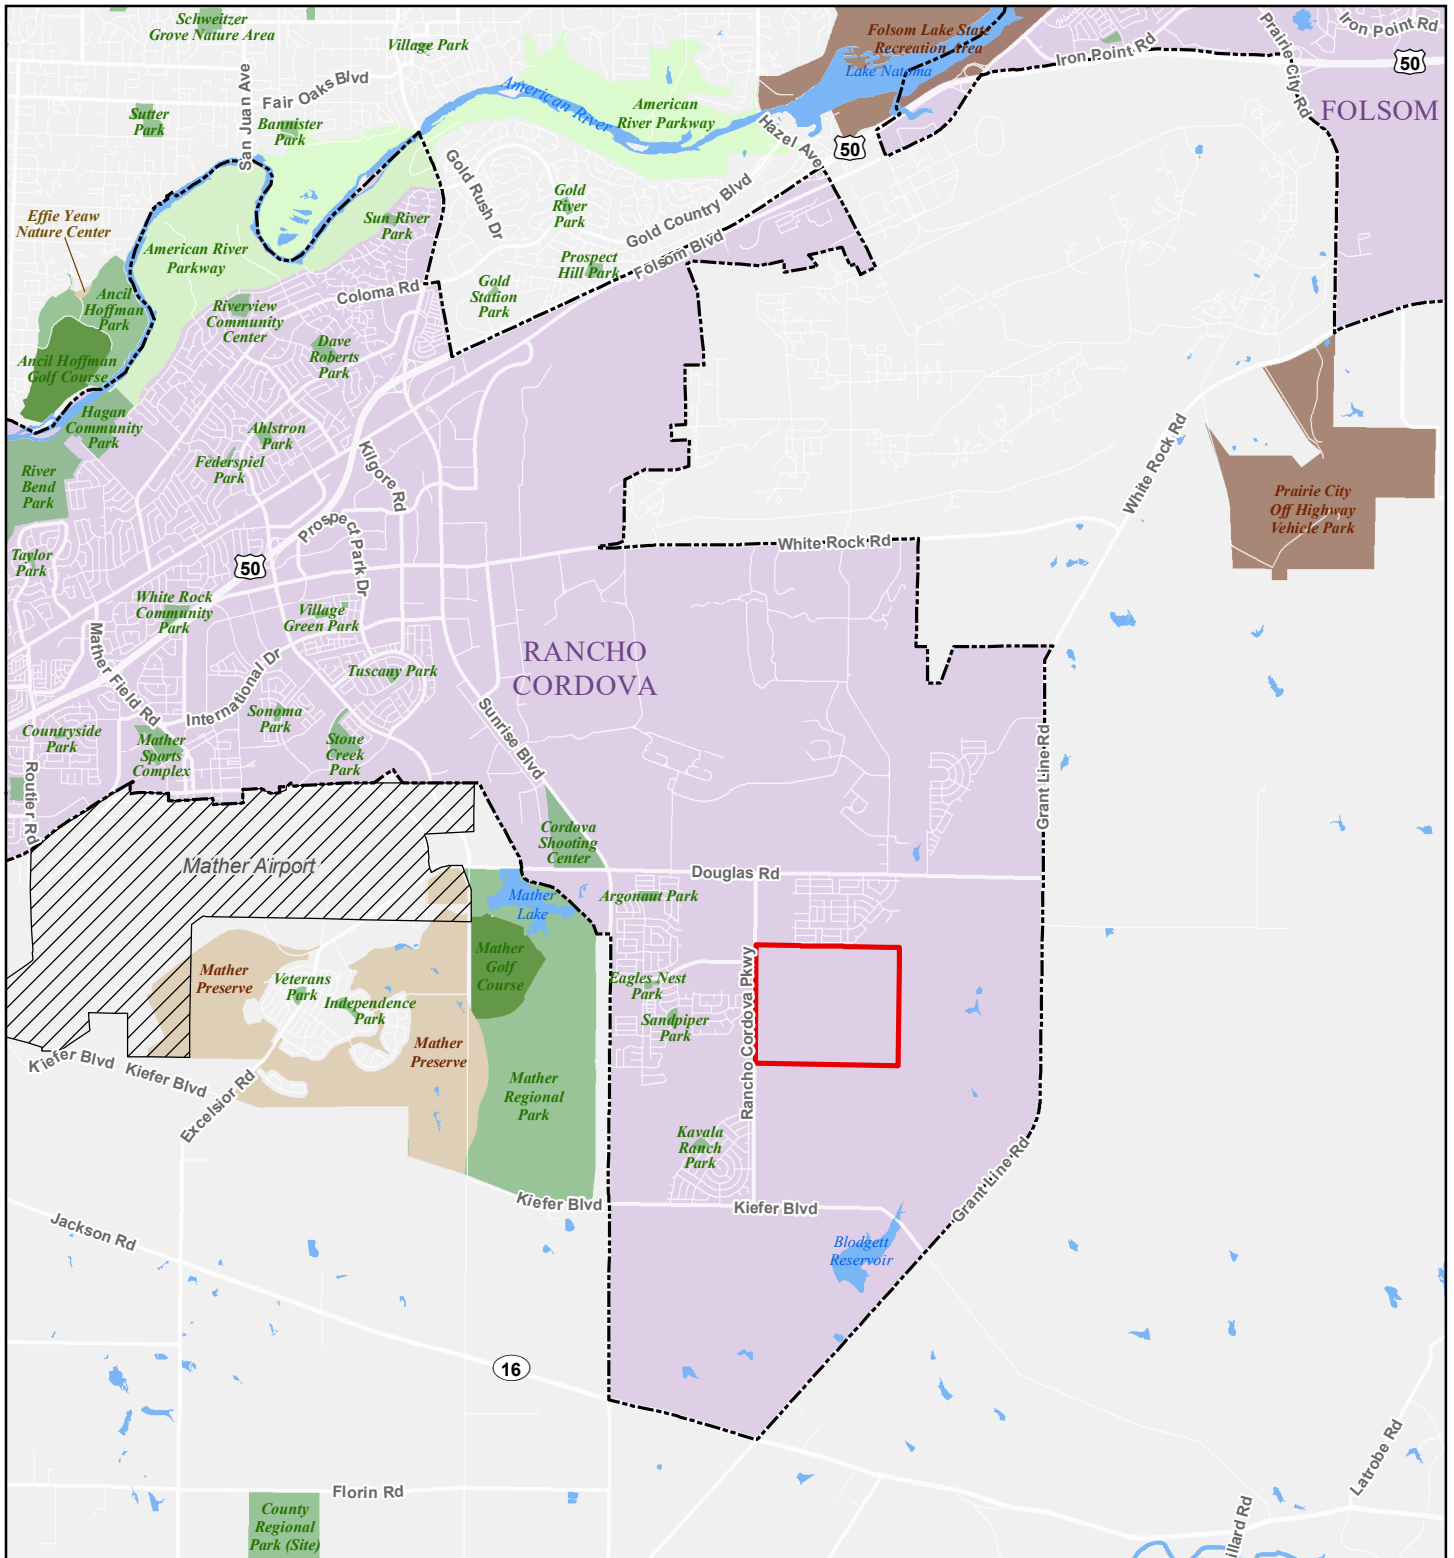 Schweitzer
Grove Nature Area
Village Park
Folsom Lake State
Recreation Area
Lake Natoma
Iron Point Rd
Prairie City Rd
Iron Point Rd
50
FOLSOM
San Juan Ave
Fair Oaks Blvd
Sutter
Park
Bannister
Park
American River
American
River Parkway
Hazel Ave
50
Gold Rush Dr
Gold
River
Park
Gold Country Blvd
Folsom Blvd
Effie Yeaw
Nature Center
American River
Parkway
Sun River
Park
Prospect
Hill Park
Gold
Station
Park
Ancil
Hoffman
Park
Riverview
Community
Center
Coloma Rd
Dave
Roberts
Park
Ancil Hoffman
Golf Course
Hagan
Community
Park
Ahlstron
Park
Federspiel
Park
Kilgore Rd
River
Bend
Park
White Rock Rd
Prairie City
Off Highway
Vehicle Park
Prospect
Park Dr
Taylor
Park
50
White Rock Rd
White Rock
Community
Park
Village
Green Park
RANCHO
CORDOVA
Mather Field Rd
International Dr
Tuscany Park
Sonoma
Park
Stone
Creek
Park
Sunrise Blvd
Countryside
Park
Mather
Sports
Complex
Routier Rd
Grant Line Rd
Cordova
Shooting
Center
Mather Airport
Douglas Rd
Mather
Lake
Argonaut Park
Mather
Golf
Course
Mather
Preserve
Veterans
Park
Independence
Park
Eagles Nest
Park
Sandpiper
Park
Rancho Cordova Pkwy
Mather
Preserve
Kiefer Blvd
Kiefer Blvd
Excelsior Rd
Mather
Regional
Park
Kavala
Ranch
Park
Grant Line Rd
Kiefer Blvd
Kiefer Blvd
Jackson Rd
Blodgett
Reservoir
16
Latrobe Rd
Florin Rd
County
Regional
Park (Site)
illard Rd